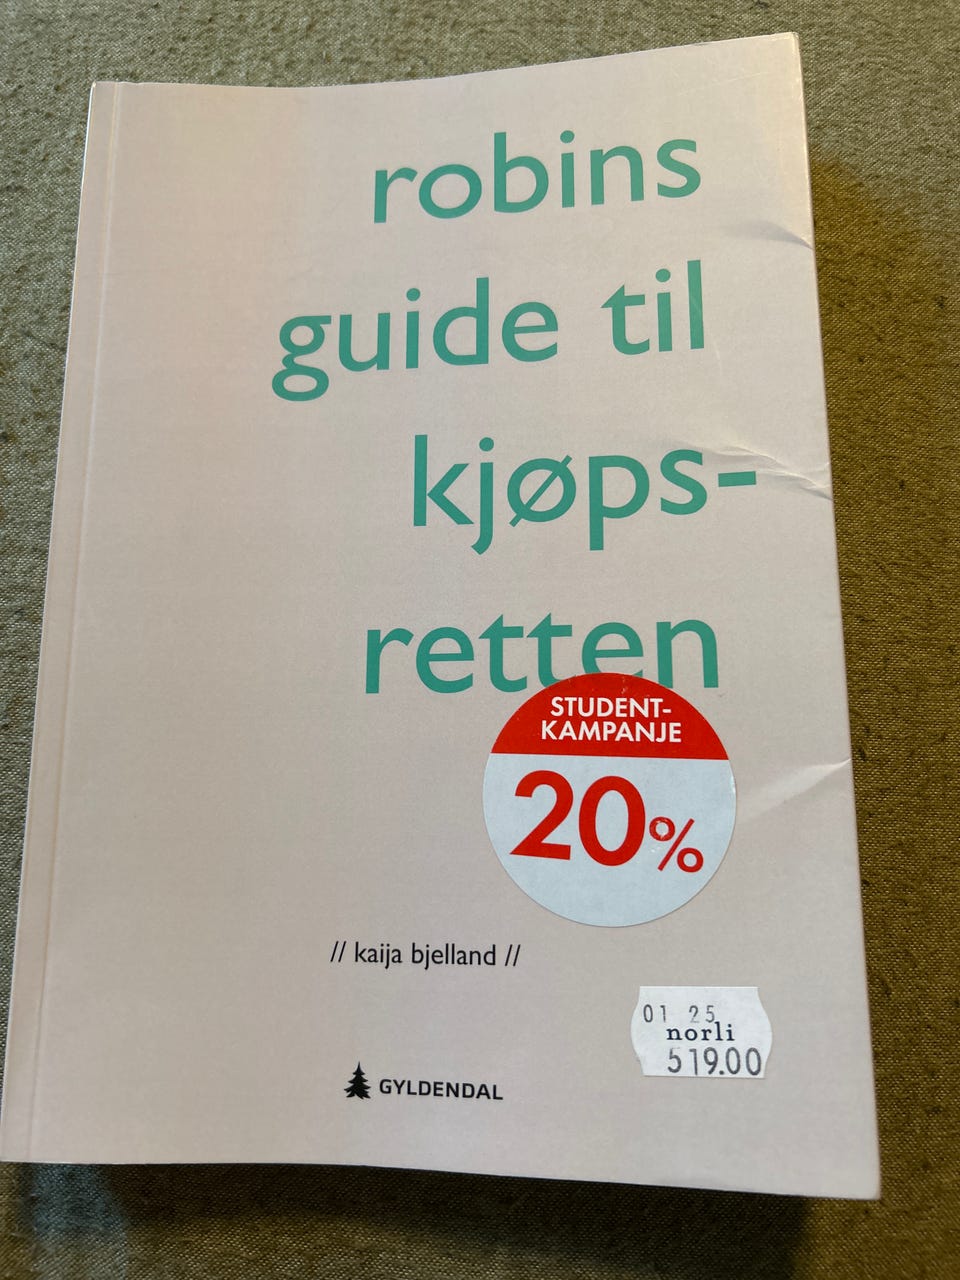 robins
guide til
kjøps-
retten
STUDENT-
KAMPANJE
20%
// kaija bjelland //
01 25
norli
519.00
GYLDENDAL